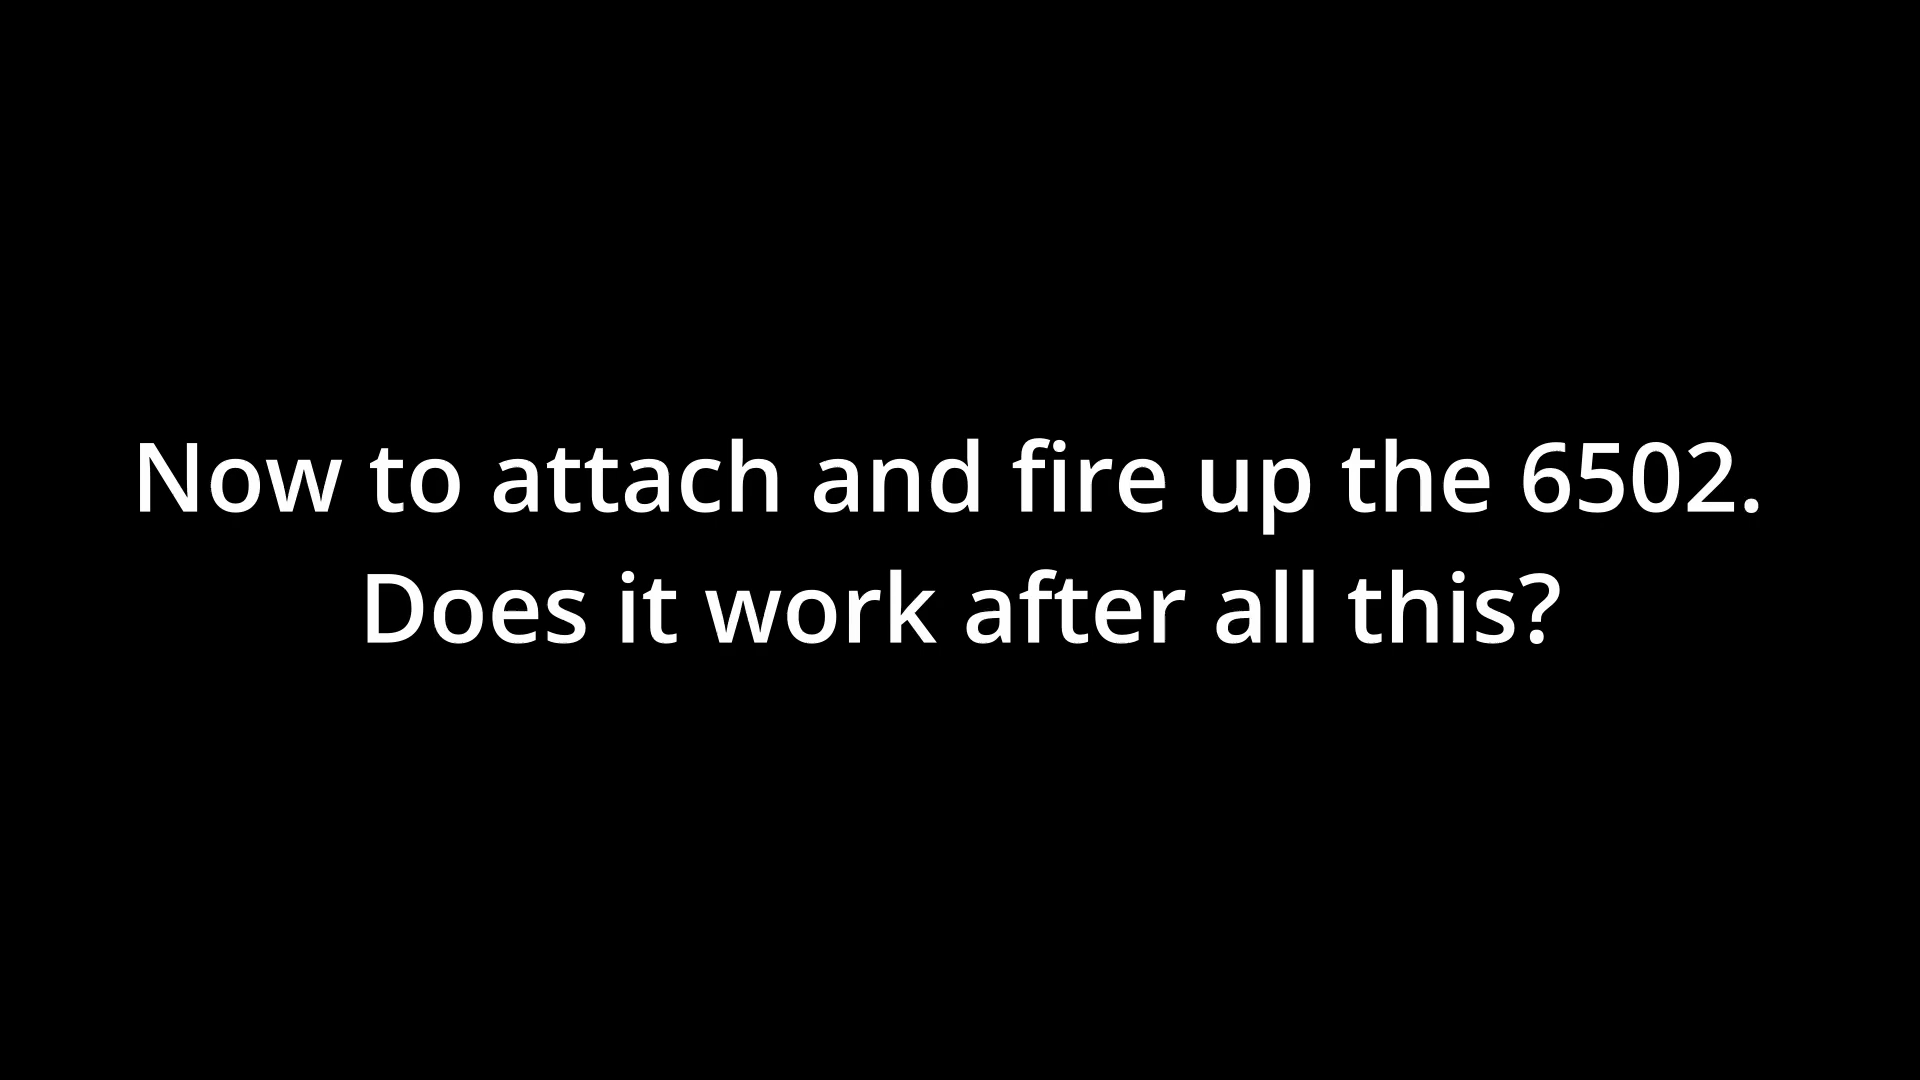 Now to attach and fire up the 6502.
Does it work after all this?